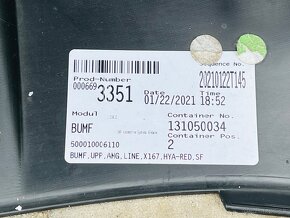 Sequence No.
Prod-Number
20210122T145
000669 3351
Date Time
01/22/2021 18:52
Modul
Container No.
BUMF
131050034
Container Pos.
500010006110
2
BUMF,UPP,ANG.LINE,X167,HYA-RED,SF